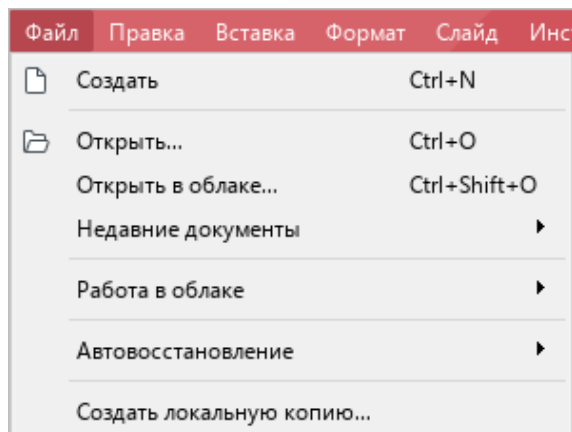 Файл Правка Вставка Формат Слайд Инс
Создать Ctrl+N
Открыть... Ctrl+O
Открыть в облаке... Ctrl+Shift+O
Недавние документы
Работа в облаке
Автовосстановление
Создать локальную копию...